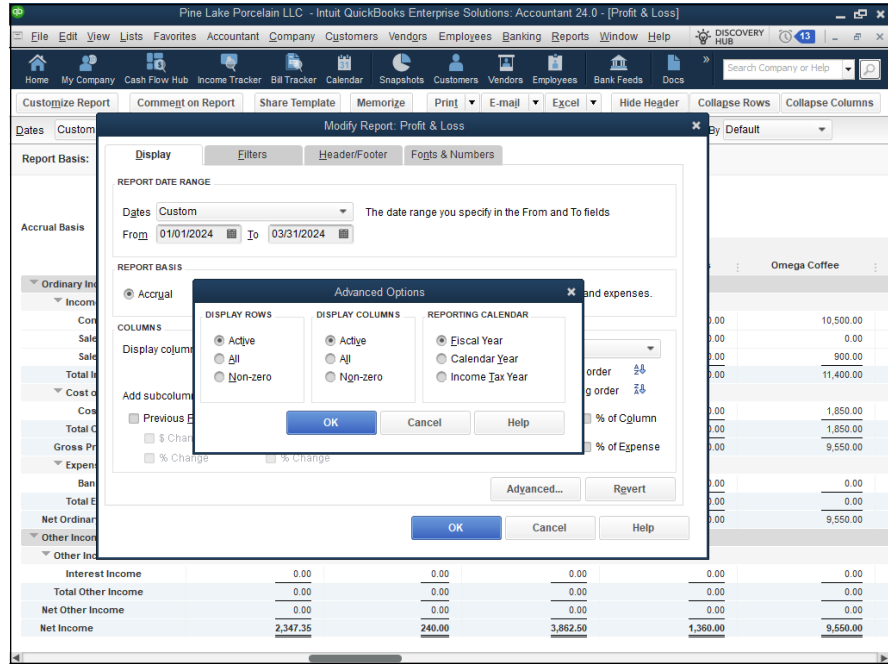 qb Pine Lake Porcelain LLC - Intuit QuickBooks Enterprise Solutions: Accountant 24.0 - [Profit & Loss]
File Edit View Lists Favorites Accountant Company Customers Vendors Employees Banking Reports Window Help DISCOVERY HUB 13
Home My Company Cash Flow Hub Income Tracker Bill Tracker Calendar Snapshots Customers Vendors Employees Bank Feeds Docs » Search Company or Help
Customize Report Comment on Report Share Template Memorize Print E-mail Excel Hide Header Collapse Rows Collapse Columns
Dates Custom By Default
Modify Report: Profit & Loss
Report Basis:
Display Filters Header/Footer Fonts & Numbers
REPORT DATE RANGE
Dates Custom The date range you specify in the From and To fields
From 01/01/2024 To 03/31/2024
Accrual Basis
REPORT BASIS
Accrual and expenses.
Omega Coffee
Advanced Options
DISPLAY ROWS DISPLAY COLUMNS REPORTING CALENDAR
Active Active Fiscal Year
All All Calendar Year
Non-zero Non-zero Income Tax Year
OK Cancel Help
COLUMNS
Display column
order
g order
Add subcolum
Previous P % of Column
$ Chan % of Expense
% Change % Change
Advanced... Revert
OK Cancel Help
Ordinary Inc
Incom
Con 0.00 10,500.00
Sale 0.00 0.00
Sale 0.00 900.00
Total I 0.00 11,400.00
Cost o
Cos 0.00 1,850.00
Total C 0.00 1,850.00
Gross Pr 0.00 9,550.00
Expen
Ban 0.00 0.00
Total E 0.00 0.00
Net Ordinar 0.00 9,550.00
Other Incon
Other Inc
Interest Income 0.00 0.00 0.00 0.00 0.00
Total Other Income 0.00 0.00 0.00 0.00 0.00
Net Other Income 0.00 0.00 0.00 0.00 0.00
Net Income 2,347.35 240.00 3,862.50 1,360.00 9,550.00